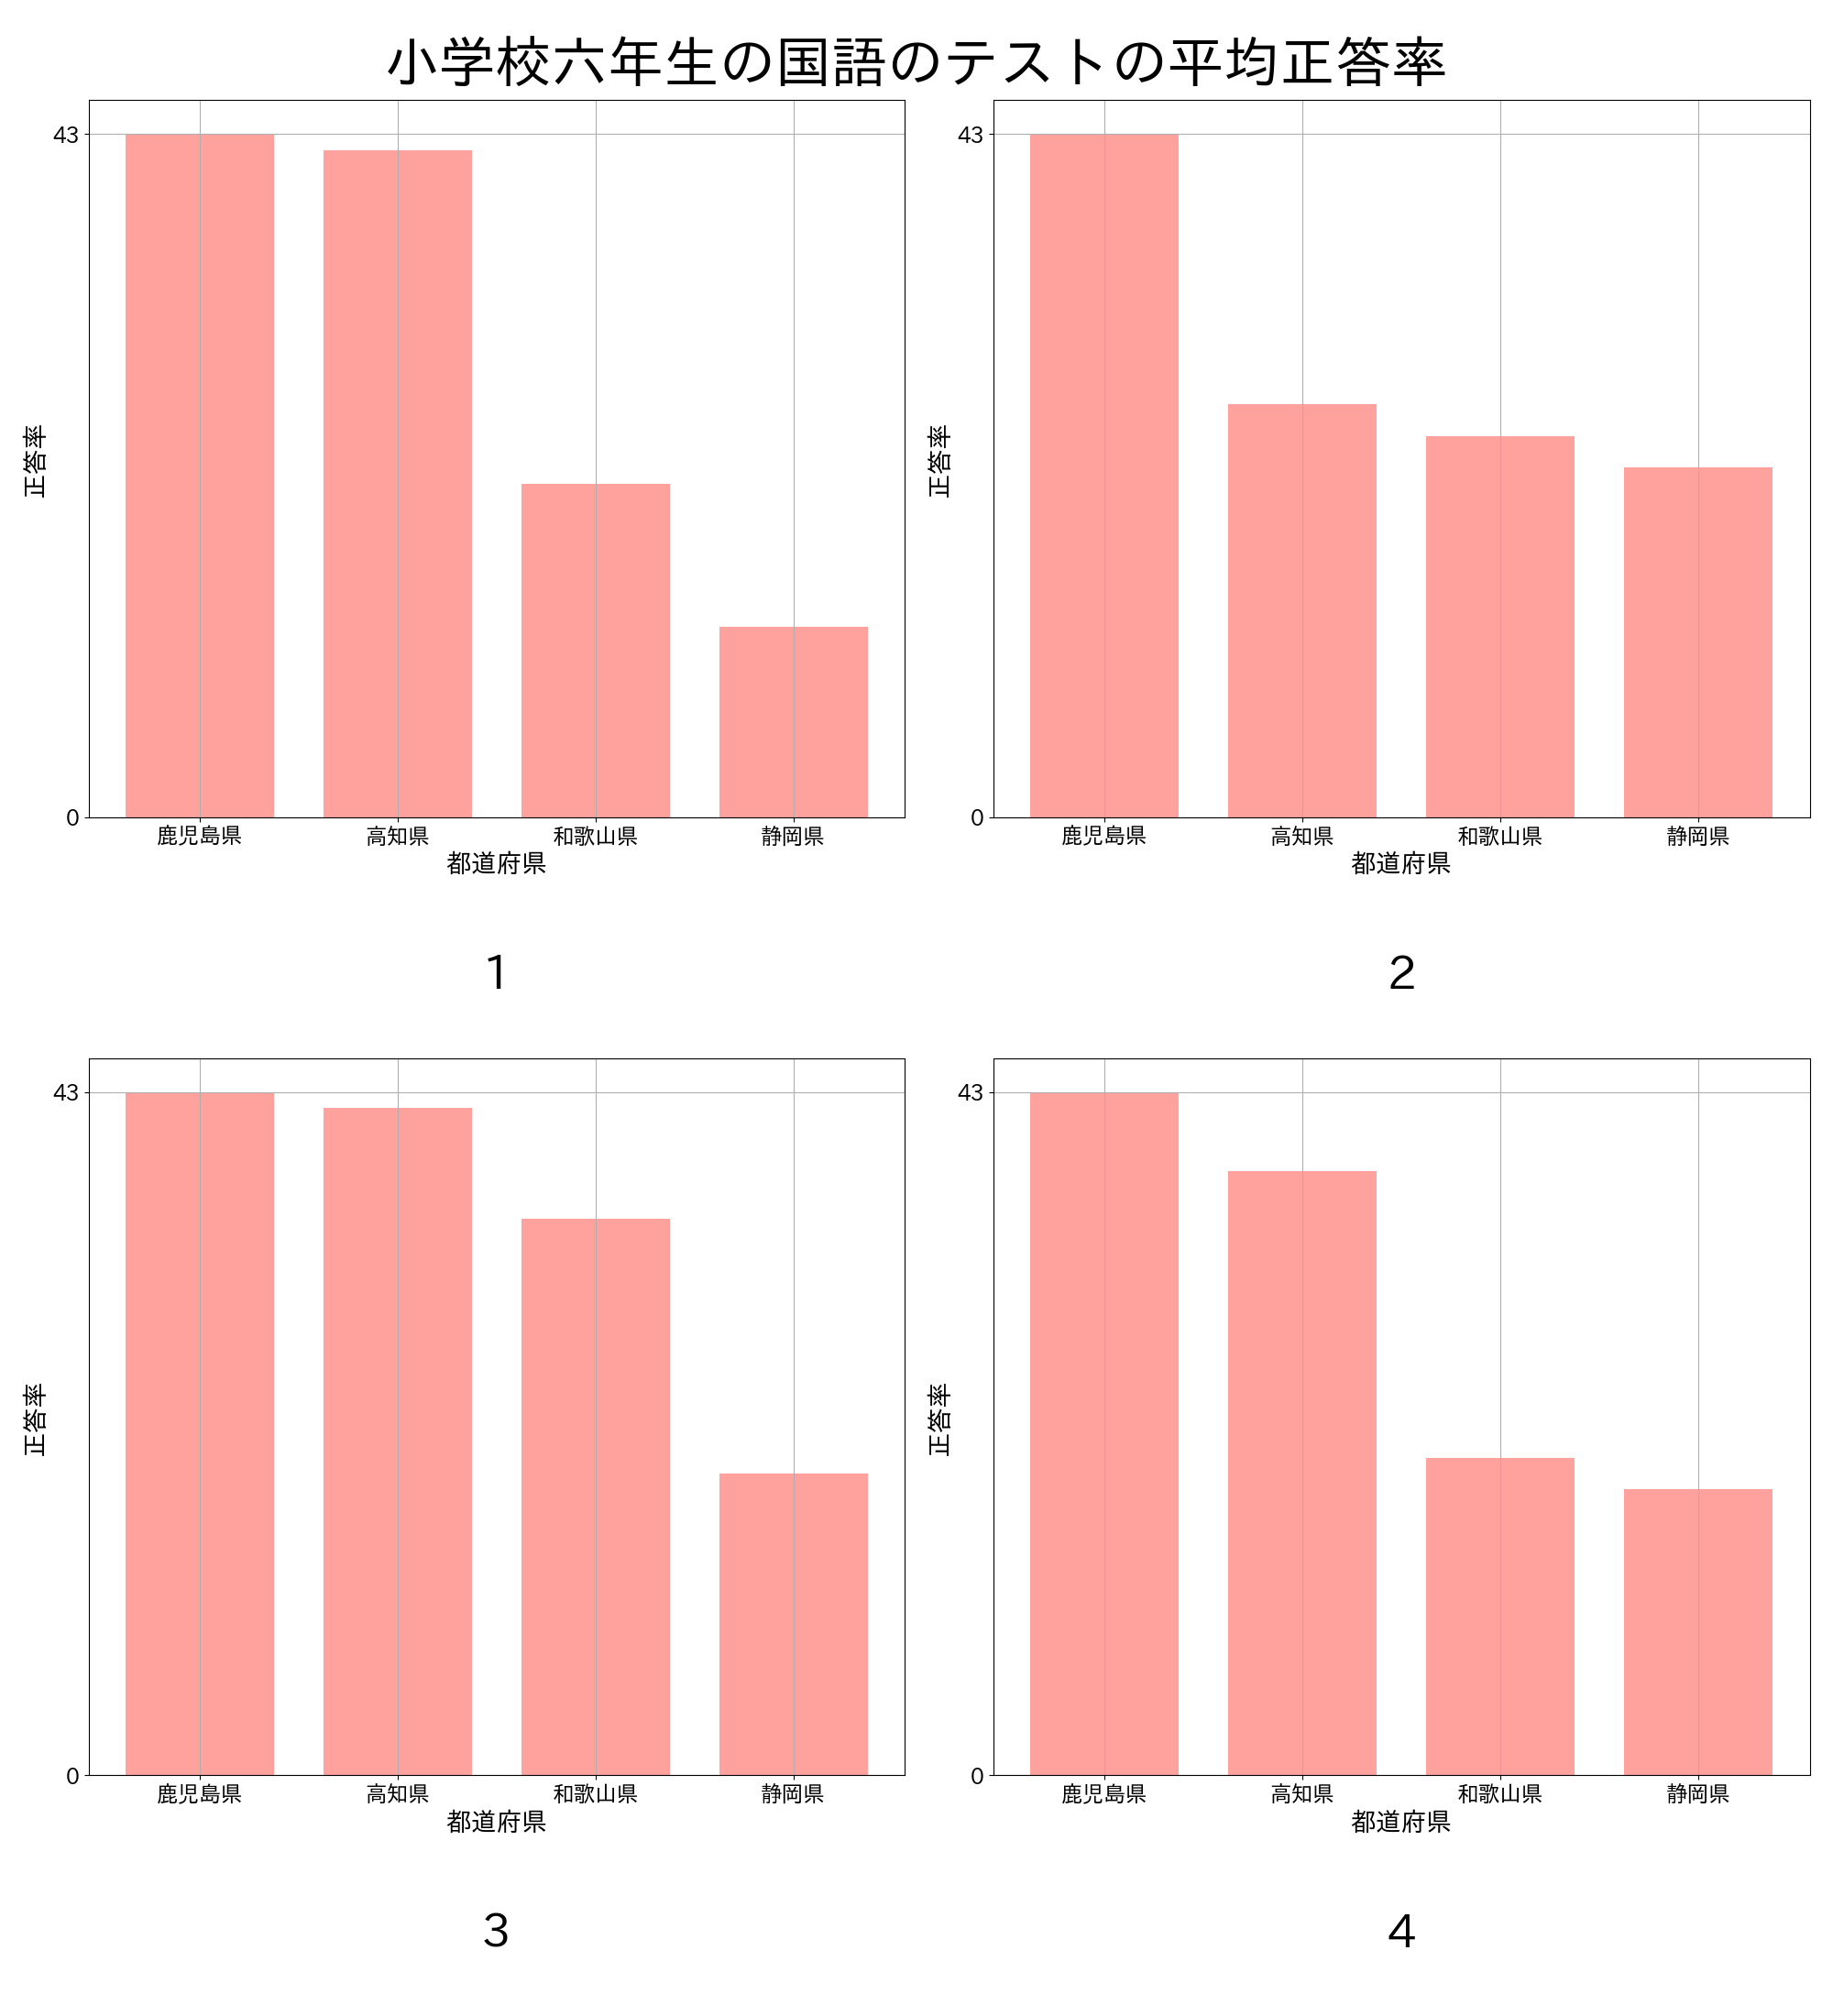 小学校六年生の国語のテストの平均正答率
43
0
正答率
鹿児島県 高知県 和歌山県 静岡県
都道府県
1
43
0
正答率
鹿児島県 高知県 和歌山県 静岡県
都道府県
2
43
0
正答率
鹿児島県 高知県 和歌山県 静岡県
都道府県
3
43
0
正答率
鹿児島県 高知県 和歌山県 静岡県
都道府県
4